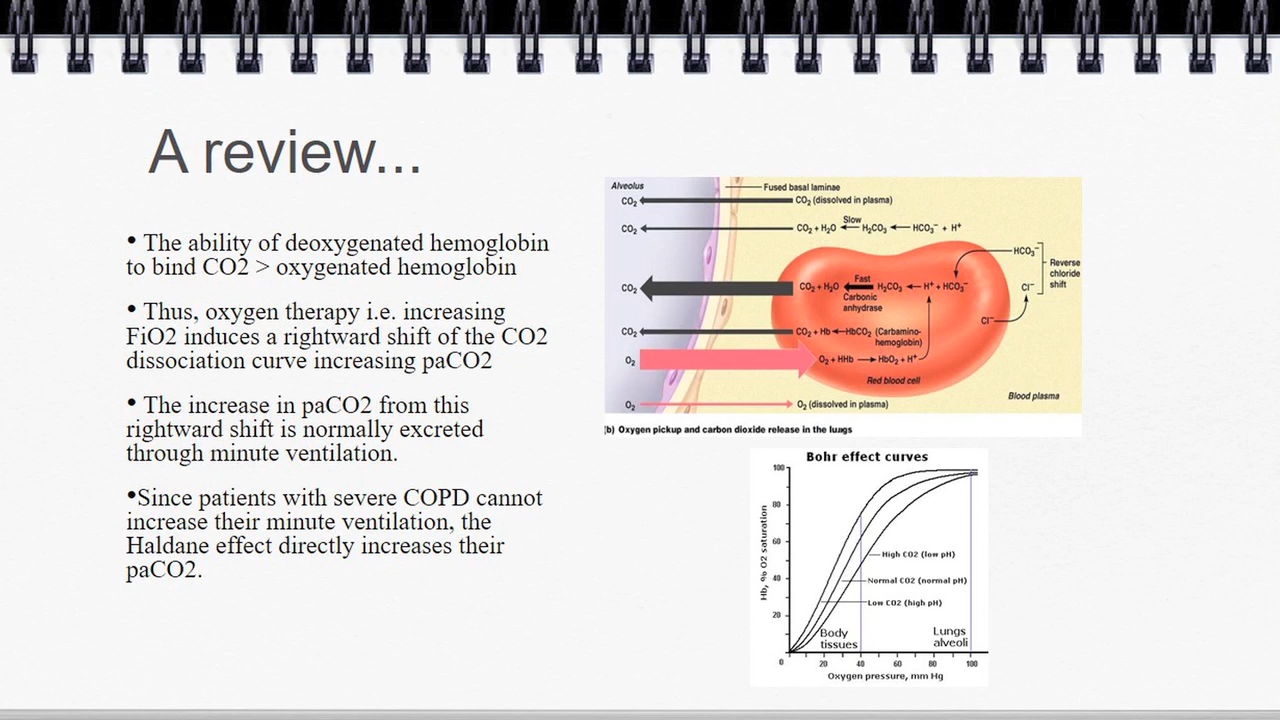 A review...
• The ability of deoxygenated hemoglobin
to bind CO2 > oxygenated hemoglobin
• Thus, oxygen therapy i.e. increasing
FiO2 induces a rightward shift of the CO2
dissociation curve increasing paCO2
• The increase in paCO2 from this
rightward shift is normally excreted
through minute ventilation.
•Since patients with severe COPD cannot
increase their minute ventilation, the
Haldane effect directly increases their
paCO2.
Alveolus
Fused basal laminae
CO₂ CO₂ (dissolved in plasma)
Slow
CO₂ CO₂ + H₂O H₂CO₃ HCO₃⁻ + H⁺
HCO₃⁻
Reverse
chloride
shift
Fast
CO₂ CO₂ + H₂O H₂CO₃ H⁺ + HCO₃⁻
Cl⁻
Carbonic
anhydrase
Cl⁻
CO₂ CO₂ + Hb HbCO₂ (Carbamino-
hemoglobin)
O₂ O₂ + HHb HbO₂ + H⁺
Red blood cell
Blood plasma
O₂ O₂ (dissolved in plasma)
(b) Oxygen pickup and carbon dioxide release in the lungs
Bohr effect curves
100
80
60
40
20
0
Hb, % O2 saturation
High CO2 (low pH)
Normal CO2 (normal pH)
Low CO2 (high pH)
Body
tissues
Lungs
alveoli
20 40 60 80 100
Oxygen pressure, mm Hg